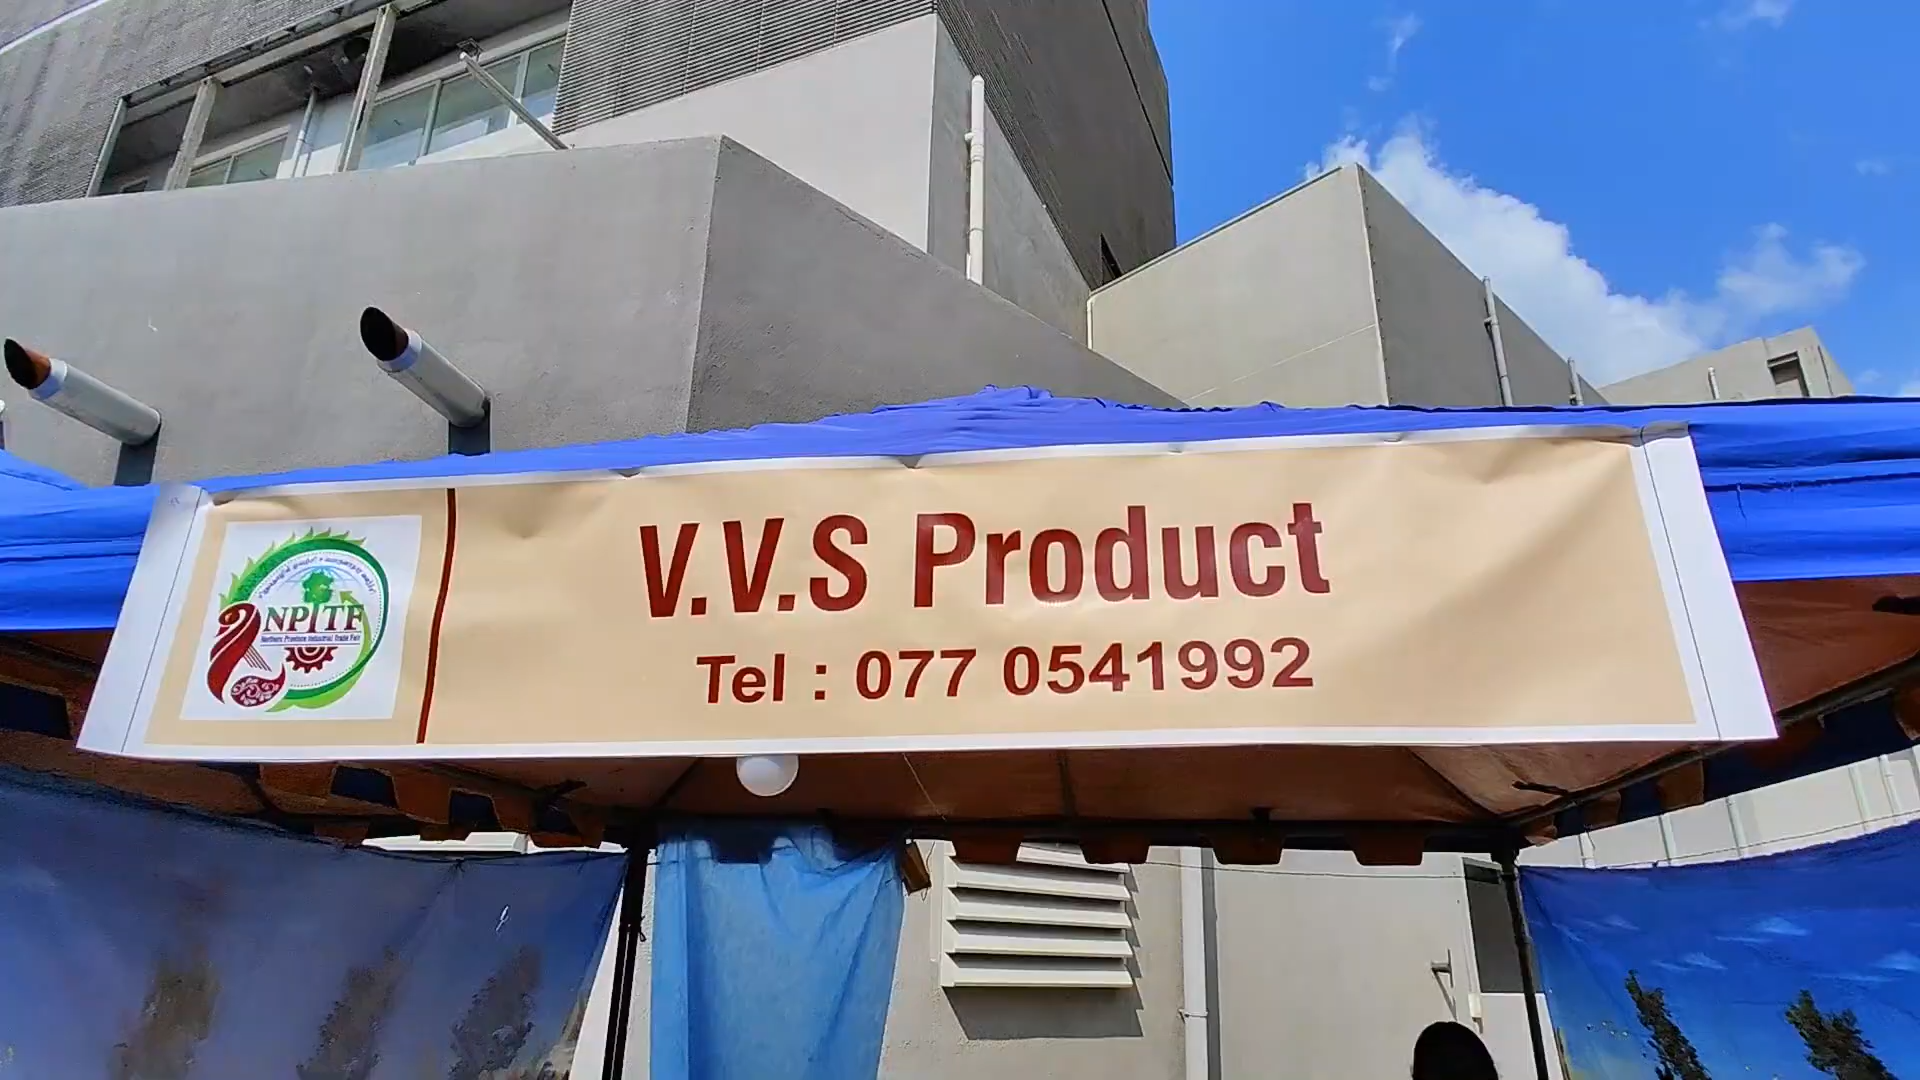 V.V.S Product
Tel : 077 0541992
NPITF
Northern Province Industrial Trade Fair